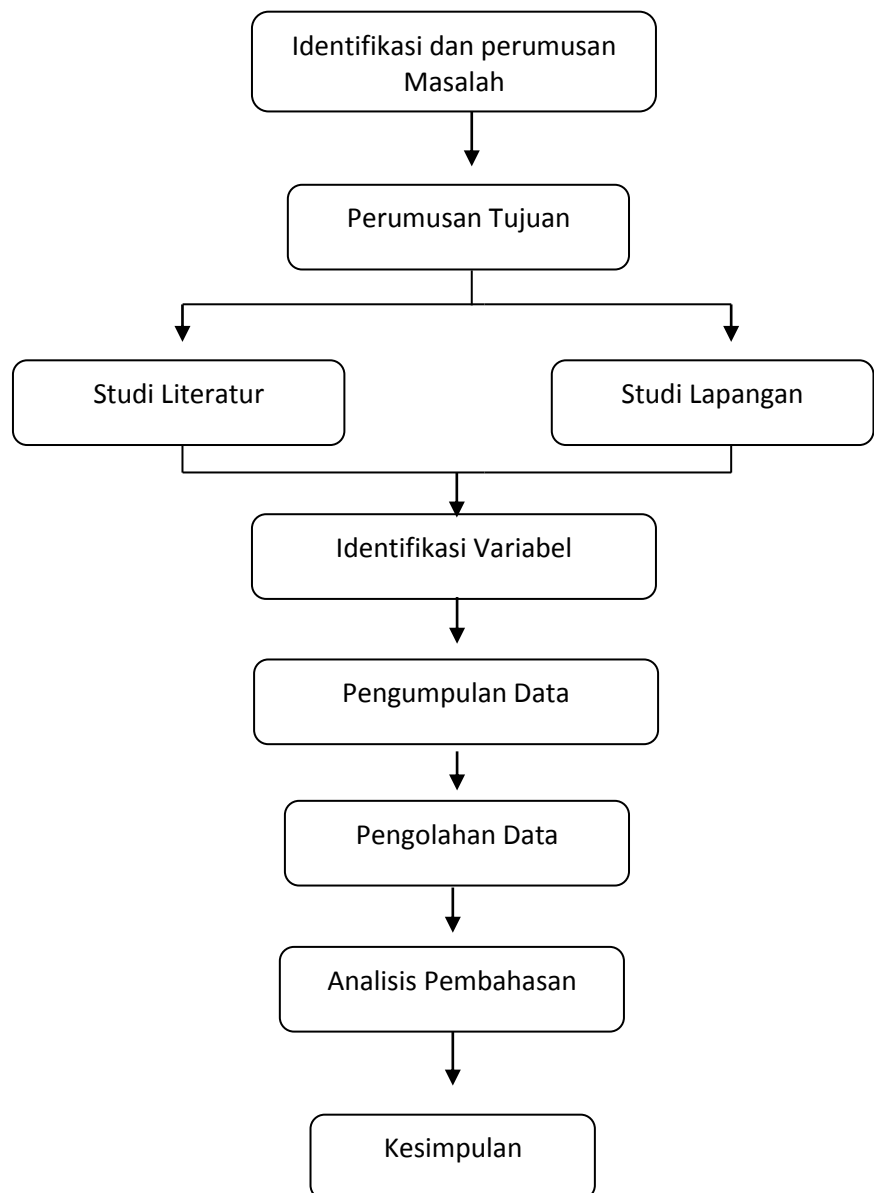 Identifikasi dan perumusan
Masalah
Perumusan Tujuan
Studi Literatur
Studi Lapangan
Identifikasi Variabel
Pengumpulan Data
Pengolahan Data
Analisis Pembahasan
Kesimpulan